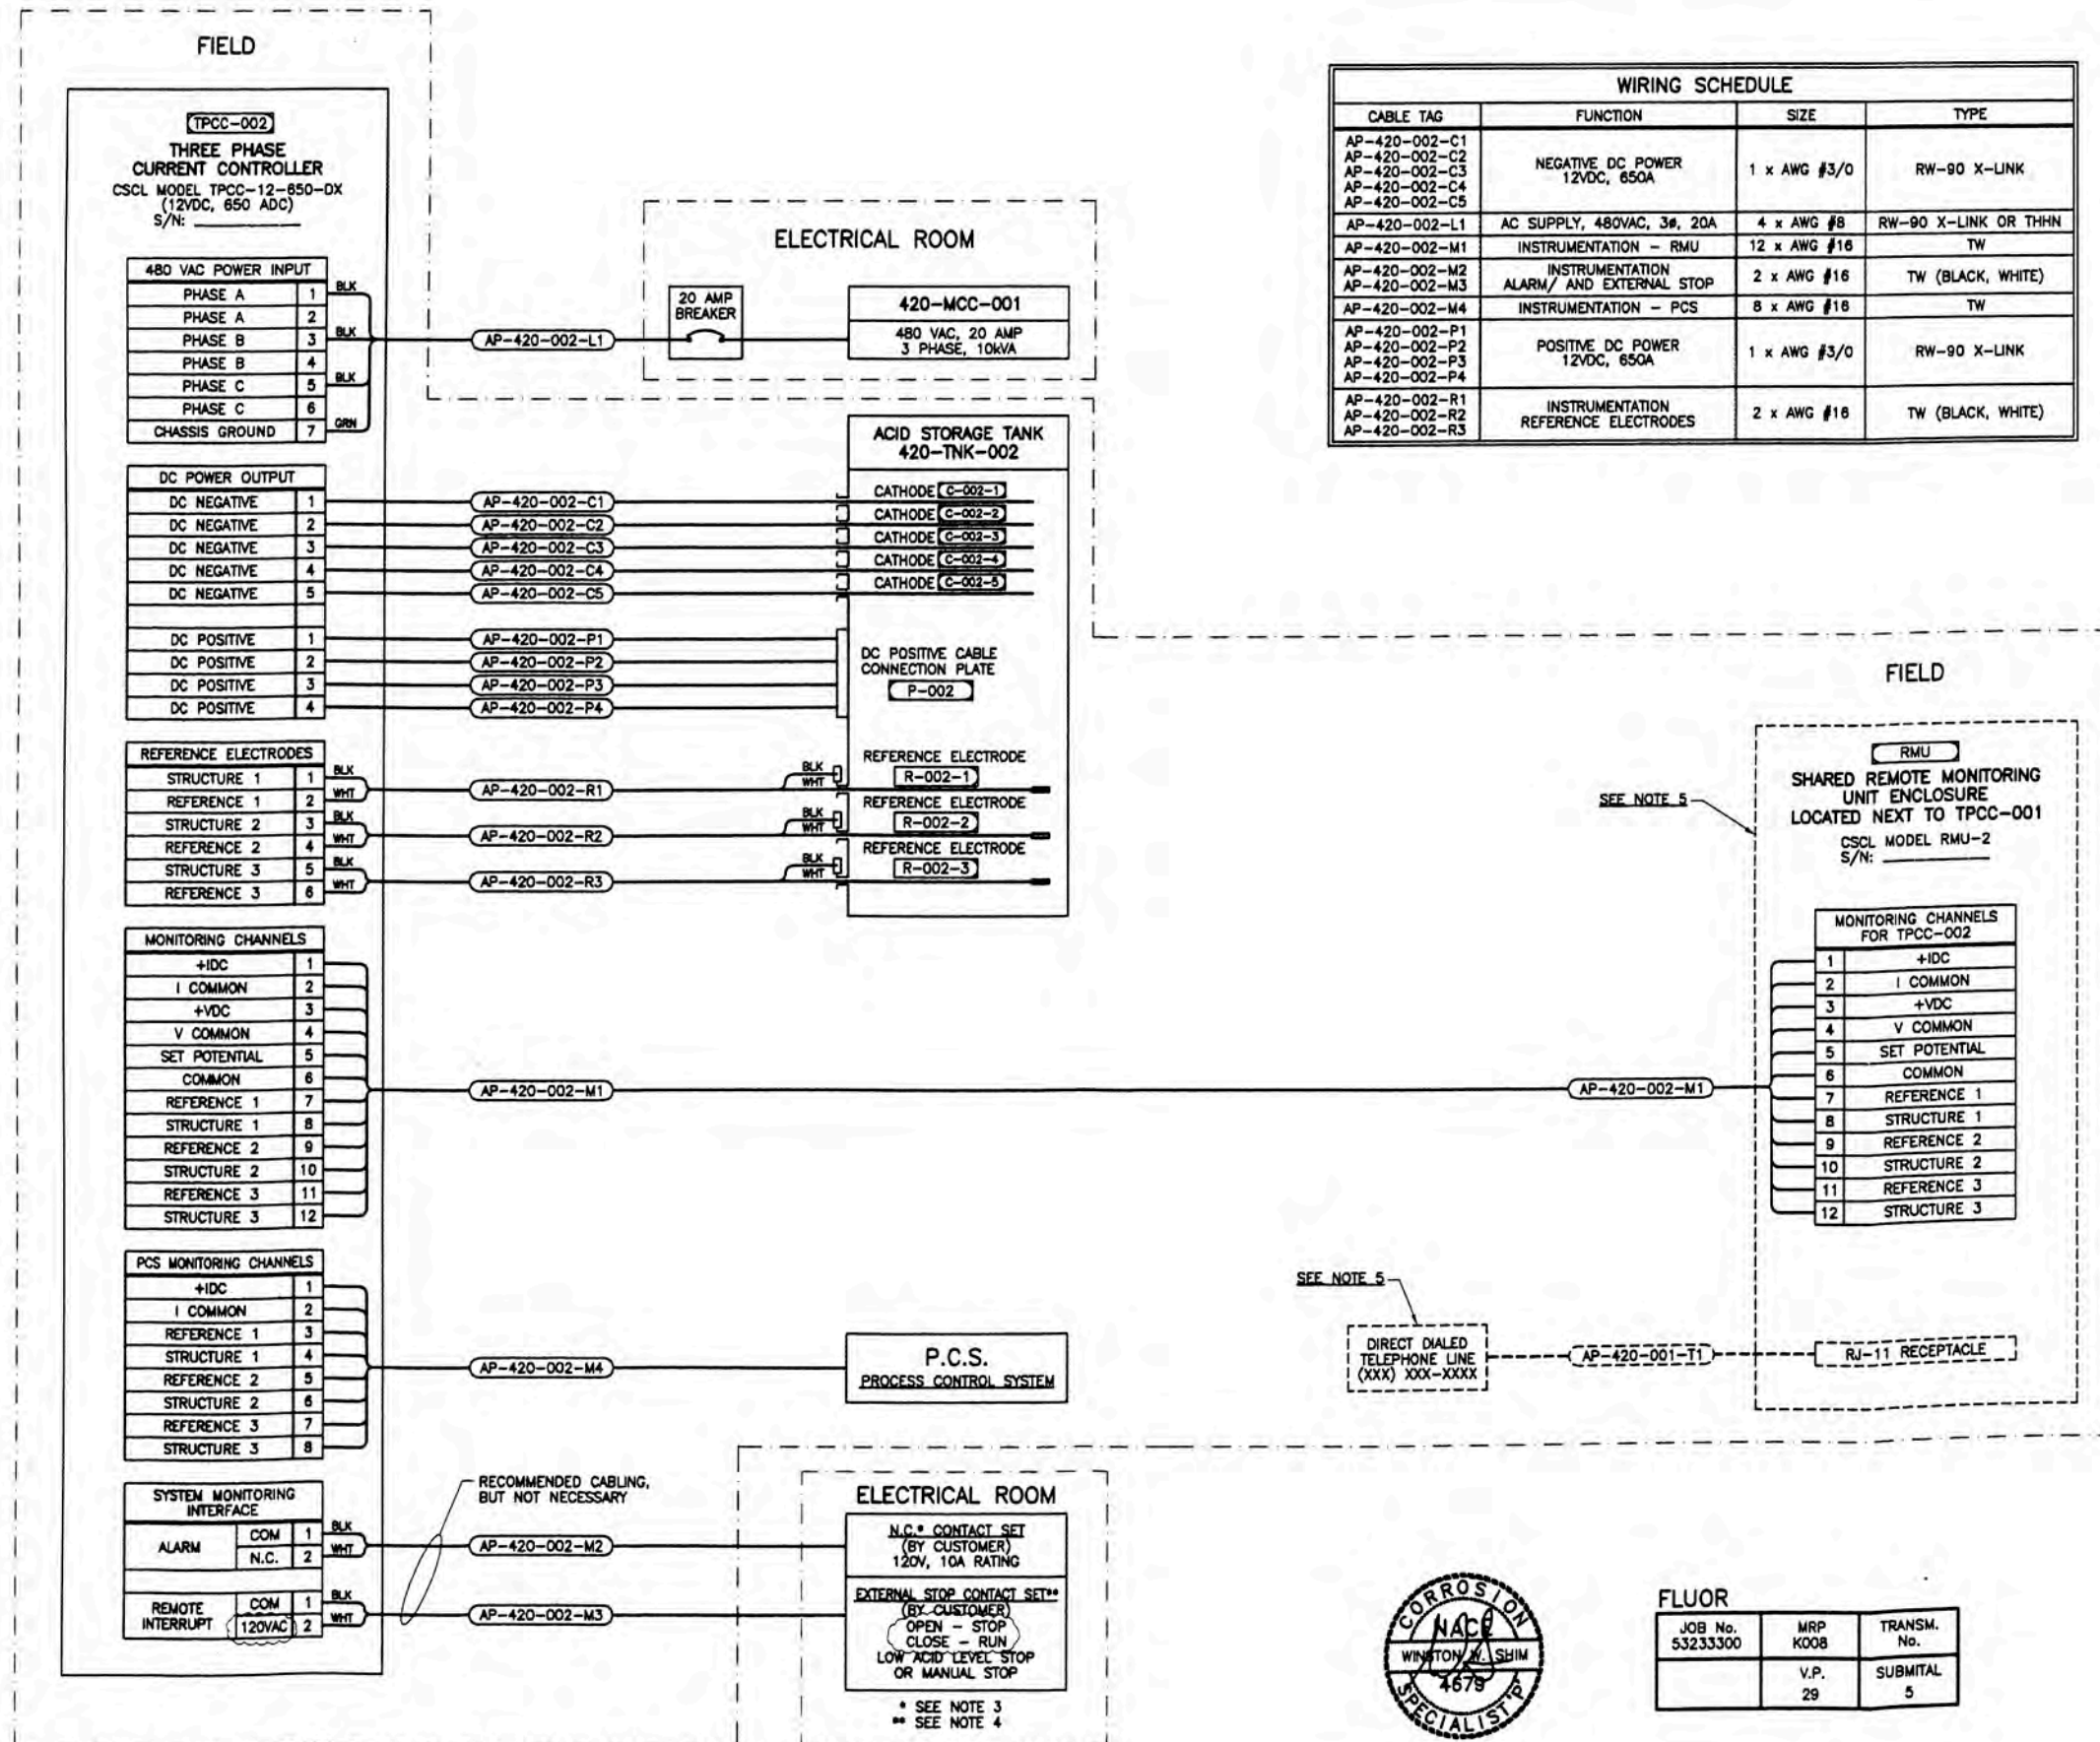 FIELD
TPCC-002
THREE PHASE
CURRENT CONTROLLER
CSCL MODEL TPCC-12-650-DX
(12VDC, 650 ADC)
S/N:
480 VAC POWER INPUT
PHASE A 1 BLK
PHASE A 2
PHASE B 3 BLK
PHASE B 4
PHASE C 5 BLK
PHASE C 6
CHASSIS GROUND 7 GRN
AP-420-002-L1
ELECTRICAL ROOM
20 AMP
BREAKER
420-MCC-001
480 VAC, 20 AMP
3 PHASE, 10kVA
WIRING SCHEDULE
CABLE TAG FUNCTION SIZE TYPE
AP-420-002-C1
AP-420-002-C2
AP-420-002-C3
AP-420-002-C4
AP-420-002-C5
NEGATIVE DC POWER
12VDC, 650A
1 x AWG #3/0 RW-90 X-LINK
AP-420-002-L1 AC SUPPLY, 480VAC, 3ø, 20A 4 x AWG #8 RW-90 X-LINK OR THHN
AP-420-002-M1 INSTRUMENTATION - RMU 12 x AWG #16 TW
AP-420-002-M2
AP-420-002-M3
INSTRUMENTATION
ALARM/ AND EXTERNAL STOP
2 x AWG #16 TW (BLACK, WHITE)
AP-420-002-M4 INSTRUMENTATION - PCS 8 x AWG #16 TW
AP-420-002-P1
AP-420-002-P2
AP-420-002-P3
AP-420-002-P4
POSITIVE DC POWER
12VDC, 650A
1 x AWG #3/0 RW-90 X-LINK
AP-420-002-R1
AP-420-002-R2
AP-420-002-R3
INSTRUMENTATION
REFERENCE ELECTRODES
2 x AWG #16 TW (BLACK, WHITE)
DC POWER OUTPUT
DC NEGATIVE 1 AP-420-002-C1
DC NEGATIVE 2 AP-420-002-C2
DC NEGATIVE 3 AP-420-002-C3
DC NEGATIVE 4 AP-420-002-C4
DC NEGATIVE 5 AP-420-002-C5
DC POSITIVE 1 AP-420-002-P1
DC POSITIVE 2 AP-420-002-P2
DC POSITIVE 3 AP-420-002-P3
DC POSITIVE 4 AP-420-002-P4
ACID STORAGE TANK
420-TNK-002
CATHODE C-002-1
CATHODE C-002-2
CATHODE C-002-3
CATHODE C-002-4
CATHODE C-002-5
DC POSITIVE CABLE
CONNECTION PLATE
P-002
REFERENCE ELECTRODES
STRUCTURE 1 1 BLK
REFERENCE 1 2 WHT
STRUCTURE 2 3 BLK
REFERENCE 2 4 WHT
STRUCTURE 3 5 BLK
REFERENCE 3 6 WHT
AP-420-002-R1
AP-420-002-R2
AP-420-002-R3
BLK
WHT
REFERENCE ELECTRODE
R-002-1
BLK
WHT
REFERENCE ELECTRODE
R-002-2
BLK
WHT
REFERENCE ELECTRODE
R-002-3
MONITORING CHANNELS
+IDC 1
I COMMON 2
+VDC 3
V COMMON 4
SET POTENTIAL 5
COMMON 6
REFERENCE 1 7
STRUCTURE 1 8
REFERENCE 2 9
STRUCTURE 2 10
REFERENCE 3 11
STRUCTURE 3 12
AP-420-002-M1
AP-420-002-M1
FIELD
RMU
SHARED REMOTE MONITORING
UNIT ENCLOSURE
LOCATED NEXT TO TPCC-001
CSCL MODEL RMU-2
S/N:
SEE NOTE 5
MONITORING CHANNELS
FOR TPCC-002
1 +IDC
2 I COMMON
3 +VDC
4 V COMMON
5 SET POTENTIAL
6 COMMON
7 REFERENCE 1
8 STRUCTURE 1
9 REFERENCE 2
10 STRUCTURE 2
11 REFERENCE 3
12 STRUCTURE 3
SEE NOTE 5
DIRECT DIALED
TELEPHONE LINE
(XXX) XXX-XXXX
AP-420-001-T1
RJ-11 RECEPTACLE
PCS MONITORING CHANNELS
+IDC 1
I COMMON 2
REFERENCE 1 3
STRUCTURE 1 4
REFERENCE 2 5
STRUCTURE 2 6
REFERENCE 3 7
STRUCTURE 3 8
AP-420-002-M4
P.C.S.
PROCESS CONTROL SYSTEM
RECOMMENDED CABLING,
BUT NOT NECESSARY
SYSTEM MONITORING
INTERFACE
ALARM
COM 1 BLK
N.C. 2 WHT
AP-420-002-M2
REMOTE
INTERRUPT
COM 1 BLK
120VAC 2 WHT
AP-420-002-M3
ELECTRICAL ROOM
N.C.* CONTACT SET
(BY CUSTOMER)
120V, 10A RATING
EXTERNAL STOP CONTACT SET**
(BY CUSTOMER)
OPEN - STOP
CLOSE - RUN
LOW ACID LEVEL STOP
OR MANUAL STOP
* SEE NOTE 3
** SEE NOTE 4
CORROSION
NACE
WINSTON W. SHIM
4679
SPECIALIST "P"
FLUOR
JOB No.
53233300
MRP
K008
TRANSM.
No.
V.P.
29
SUBMITAL
5